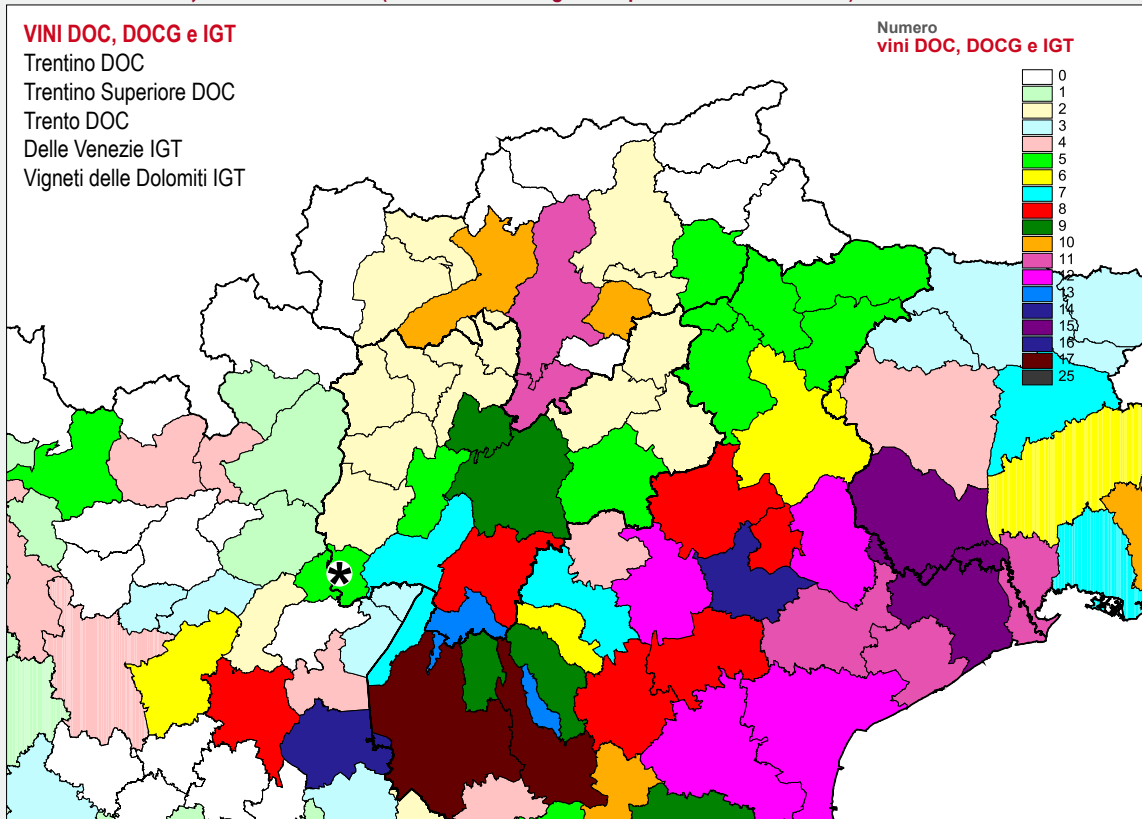 VINI DOC, DOCG e IGT
Trentino DOC
Trentino Superiore DOC
Trento DOC
Delle Venezie IGT
Vigneti delle Dolomiti IGT
Numero
vini DOC, DOCG e IGT
0
1
2
3
4
5
6
7
8
9
10
11
12
13
14
15
16
17
25
*